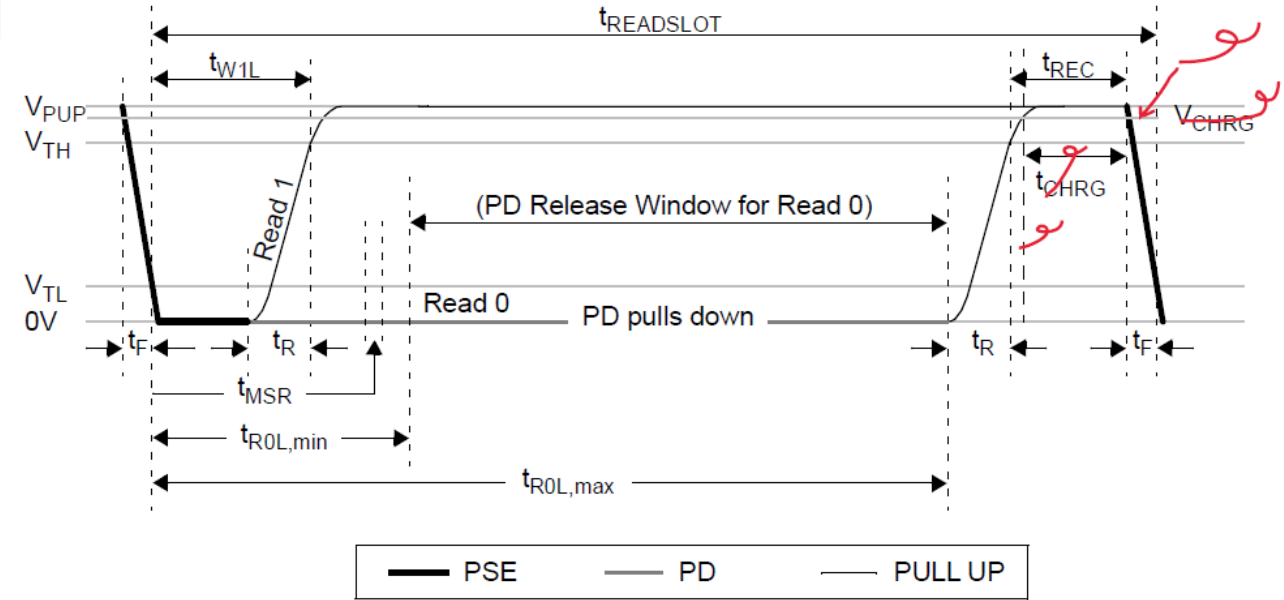 tREADSLOT
tW1L
tREC
VPUP
VCHRG
VTH
tCHRG
Read 1
(PD Release Window for Read 0)
VTL
Read 0
0V
PD pulls down
tF
tR
tR
tF
tMSR
tR0L,min
tR0L,max
PSE
PD
PULL UP